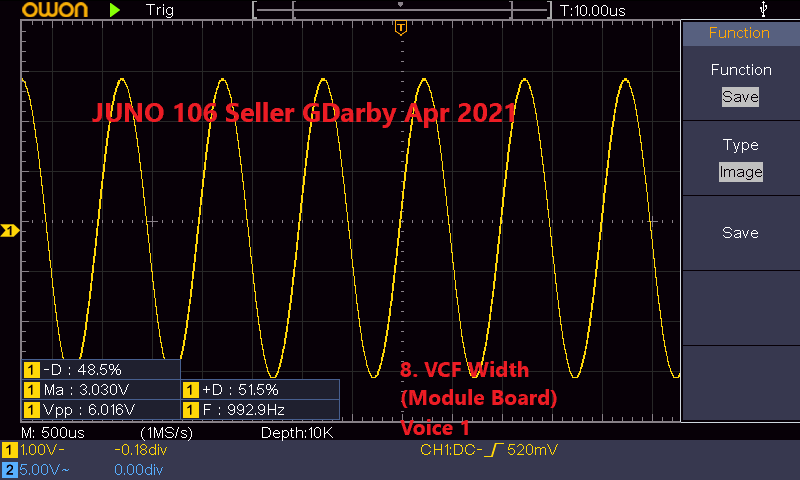 OWON Trig T:10.00us
T
Function
Function
Save
JUNO 106 Seller GDarby Apr 2021
Type
Image
1
Save
1 -D : 48.5%
8. VCF Width
1 Ma : 3.030V 1 +D : 51.5%
(Module Board)
1 Vpp : 6.016V 1 F : 992.9Hz
Voice 1
M: 500us (1MS/s) Depth:10K
1 1.00V- -0.18div CH1:DC- 520mV
2 5.00V~ 0.00div